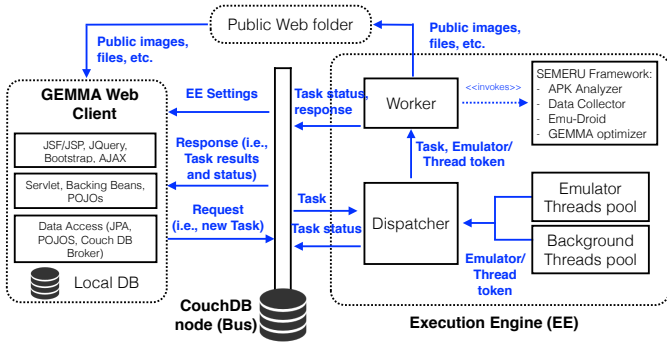 Public Web folder
Public images,
files, etc.
Public images,
files, etc.
GEMMA Web
Client
JSF/JSP, JQuery,
Bootstrap, AJAX
Servlet, Backing Beans,
POJOs
Data Access (JPA,
POJOS, Couch DB
Broker)
Local DB
EE Settings
Response (i.e.,
Task results
and status)
Request
(i.e., new Task)
CouchDB
node (Bus)
Task status,
response
Task
Task status
Worker
<<invokes>>
SEMERU Framework:
- APK Analyzer
- Data Collector
- Emu-Droid
- GEMMA optimizer
Task, Emulator/
Thread token
Dispatcher
Emulator
Threads pool
Background
Threads pool
Emulator/
Thread
token
Execution Engine (EE)